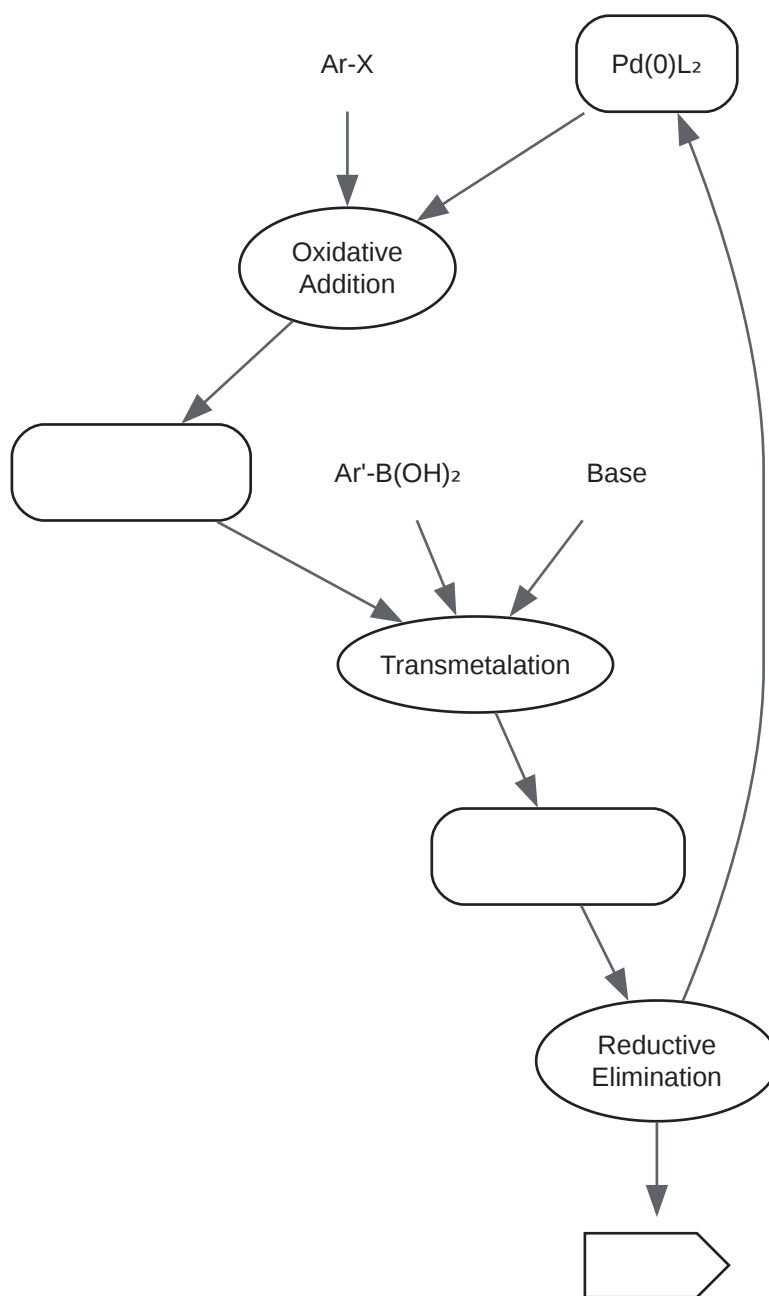 Ar-X
Pd(0)L₂
Oxidative
Addition
Ar'-B(OH)₂
Base
Transmetalation
Reductive
Elimination